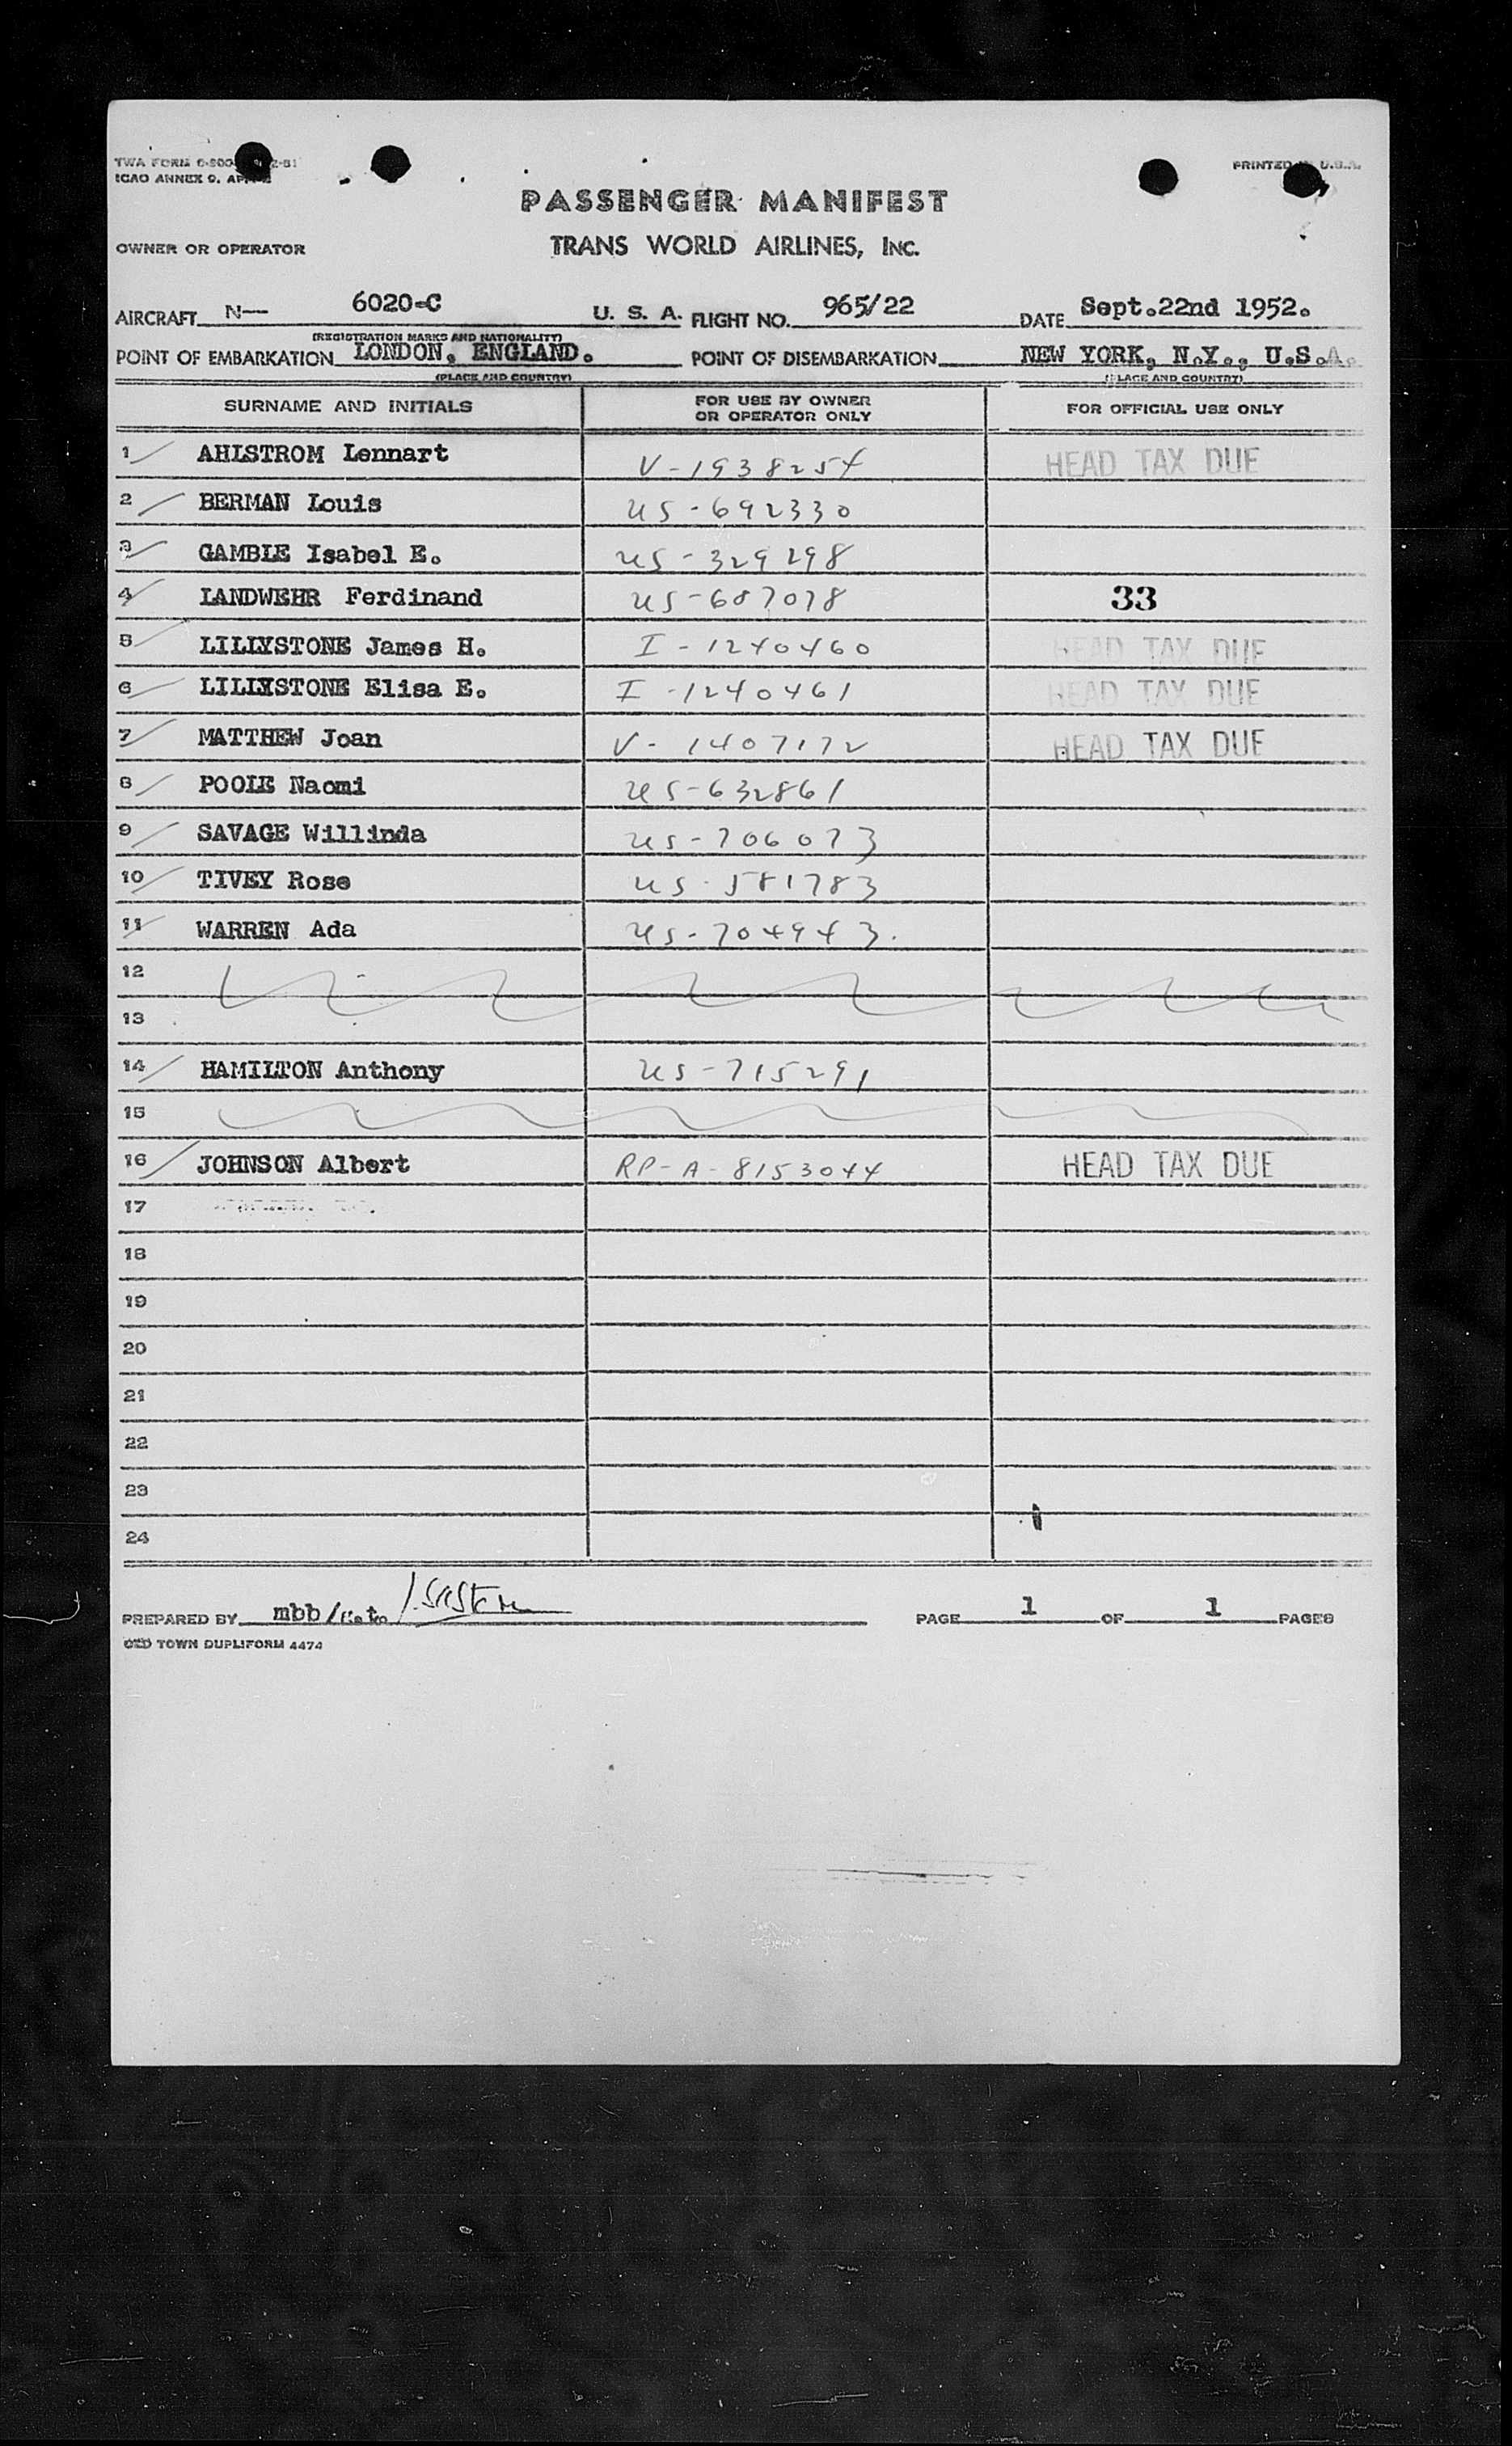 TWA FORM
ICAO ANNEX 9,
PRINTED U.S.A.
PASSENGER MANIFEST
OWNER OR OPERATOR TRANS WORLD AIRLINES, INC.
AIRCRAFT N— 6020-C U. S. A. FLIGHT NO. 965/22 DATE Sept.22nd 1952.
(REGISTRATION MARKS AND NATIONALITY)
POINT OF EMBARKATION LONDON, ENGLAND. POINT OF DISEMBARKATION NEW YORK, N.Y., U.S.A.
(PLACE AND COUNTRY) (PLACE AND COUNTRY)
SURNAME AND INITIALS FOR USE BY OWNER OR OPERATOR ONLY FOR OFFICIAL USE ONLY
1 AHLSTROM Lennart V-1938254 HEAD TAX DUE
2 BERMAN Louis US-692330
3 GAMBLE Isabel E. US-329298
4 LANDWEHR Ferdinand US-687078 33
5 LILLYSTONE James H. I-1240460 HEAD TAX DUE
6 LILLYSTONE Elisa E. I-1240461 HEAD TAX DUE
7 MATTHEW Joan V-1407172 HEAD TAX DUE
8 POOLE Naomi US-632861
9 SAVAGE Willinda US-706073
10 TIVEY Rose US-581783
11 WARREN Ada US-704943.
12
13
14 HAMILTON Anthony US-715291
15
16 JOHNSON Albert RP-A-8153044 HEAD TAX DUE
17
18
19
20
21
22
23
24
PREPARED BY mbb/ PAGE 1 OF 1 PAGES
OLD TOWN DUPLIFORM 4474